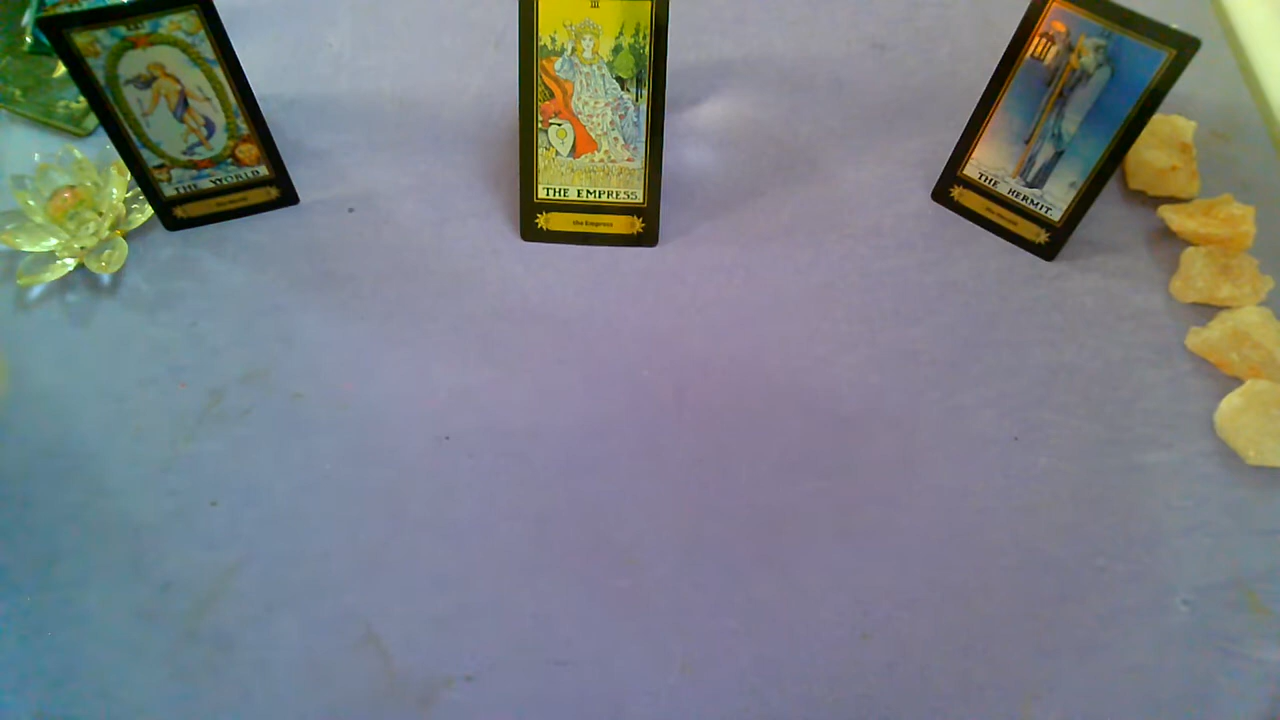 THE WORLD
III
THE EMPRESS.
the Empress
THE HERMIT.